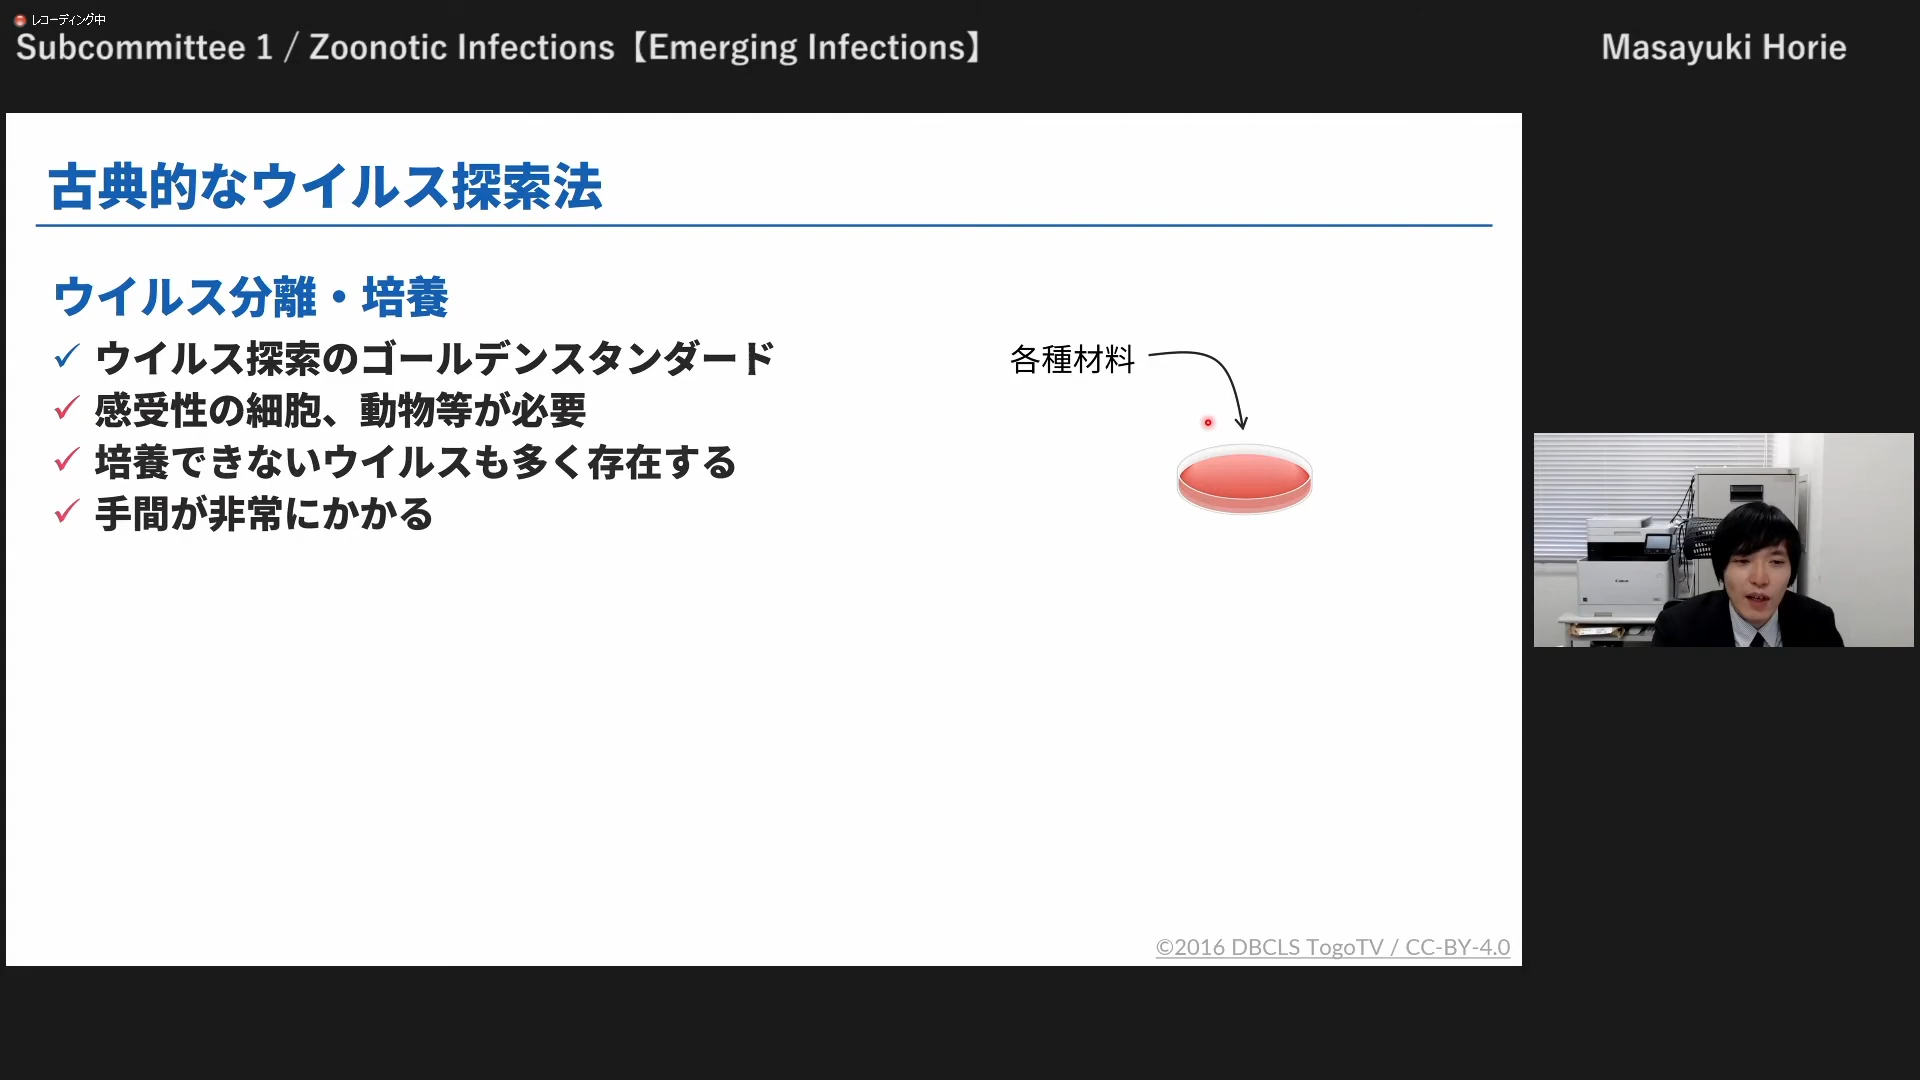 レコーディング中
Subcommittee 1 / Zoonotic Infections【Emerging Infections】
Masayuki Horie
古典的なウイルス探索法
ウイルス分離・培養
✓ ウイルス探索のゴールデンスタンダード
✓ 感受性の細胞、動物等が必要
✓ 培養できないウイルスも多く存在する
✓ 手間が非常にかかる
各種材料
©2016 DBCLS TogoTV / CC-BY-4.0
Canon